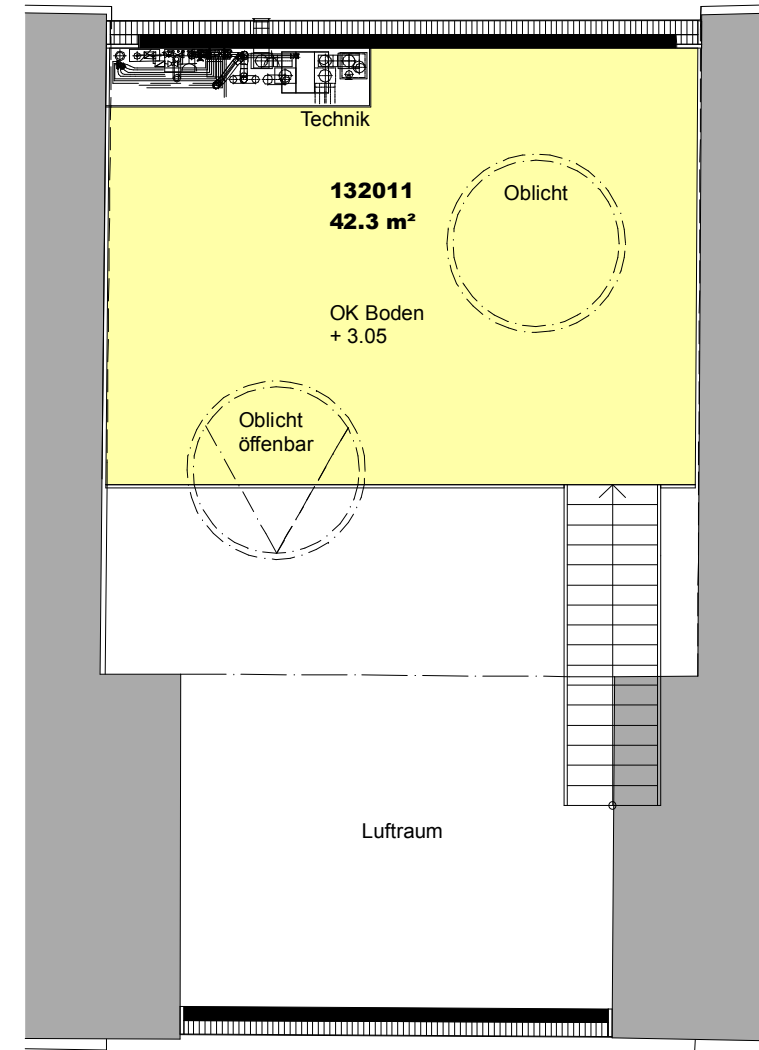 Technik
132011
42.3 m²
Oblicht
OK Boden
+ 3.05
Oblicht
öffenbar
Luftraum